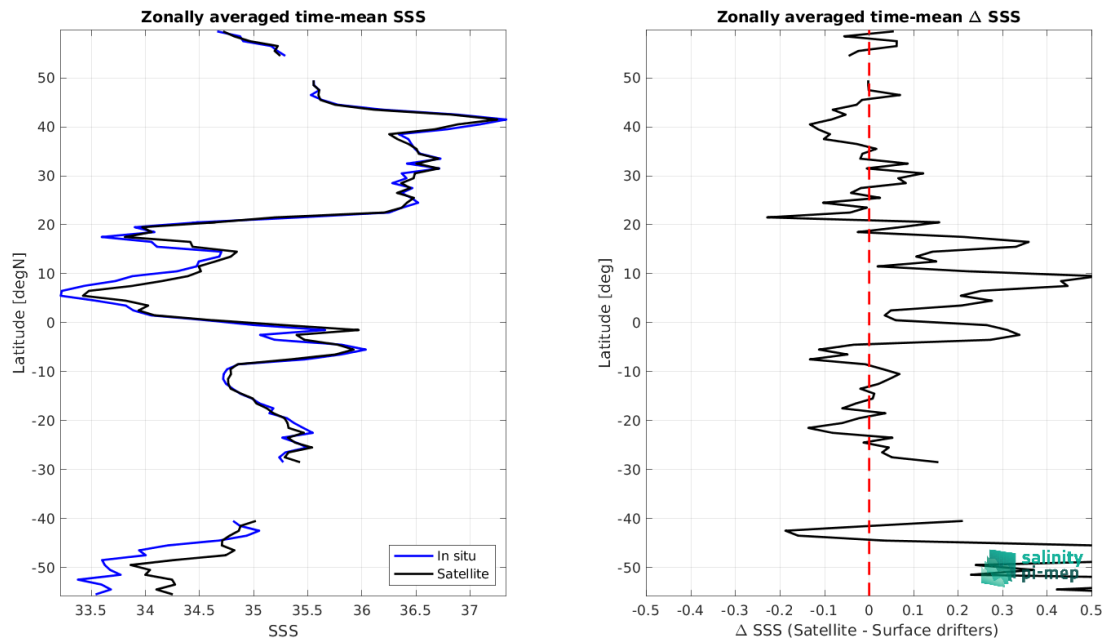 Zonally averaged time-mean SSS
Latitude [degN]
50
40
30
20
10
0
-10
-20
-30
-40
-50
33.5 34 34.5 35 35.5 36 36.5 37
SSS
In situ
Satellite
Zonally averaged time-mean Δ SSS
Latitude [deg]
50
40
30
20
10
0
-10
-20
-30
-40
-50
-0.5 -0.4 -0.3 -0.2 -0.1 0 0.1 0.2 0.3 0.4 0.5
Δ SSS (Satellite - Surface drifters)
salinity
pi-mep